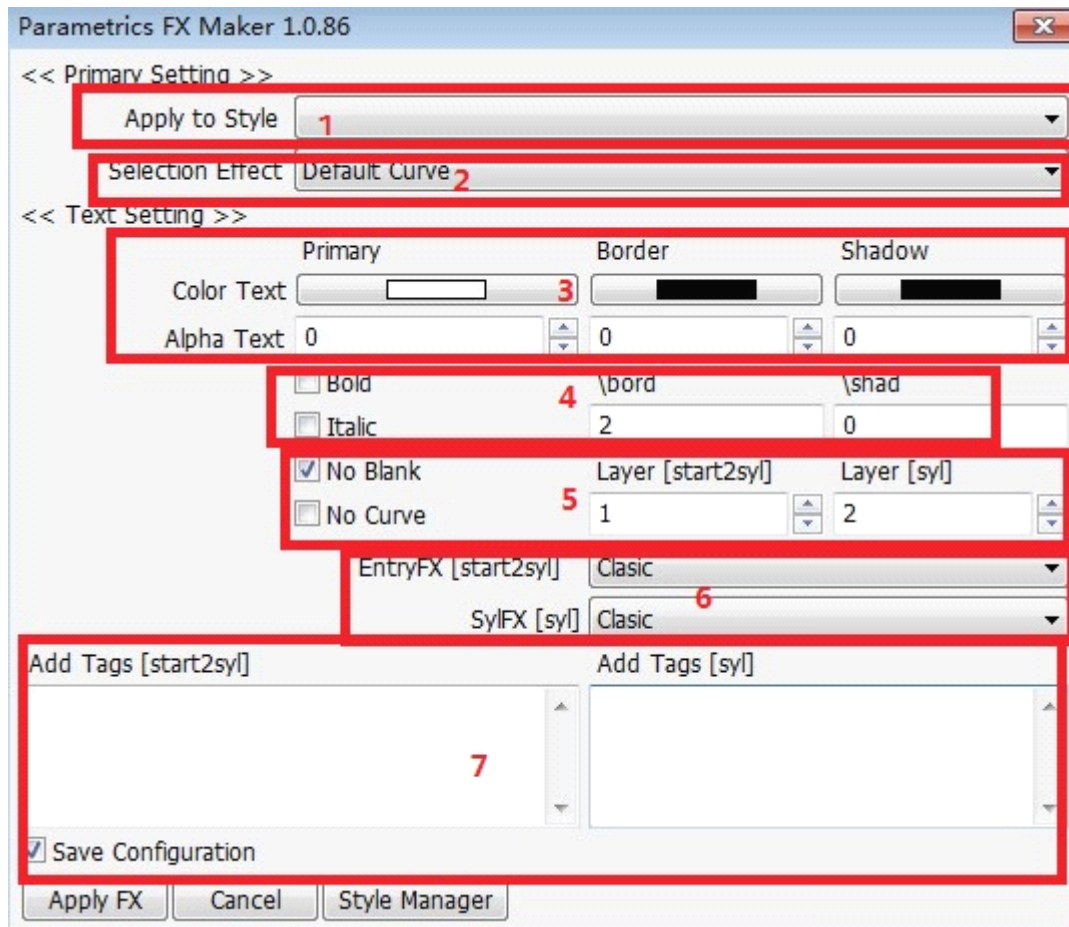 Parametrics FX Maker 1.0.86
<< Primary Setting >>
Apply to Style 1
Selection Effect Default Curve 2
<< Text Setting >>
Primary Border Shadow
Color Text 3
Alpha Text 0 0 0
Bold 4 \bord \shad
Italic 2 0
No Blank Layer [start2syl] Layer [syl]
No Curve 5 1 2
EntryFX [start2syl] Clasic
6
SylFX [syl] Clasic
Add Tags [start2syl] Add Tags [syl]
7
Save Configuration
Apply FX Cancel Style Manager